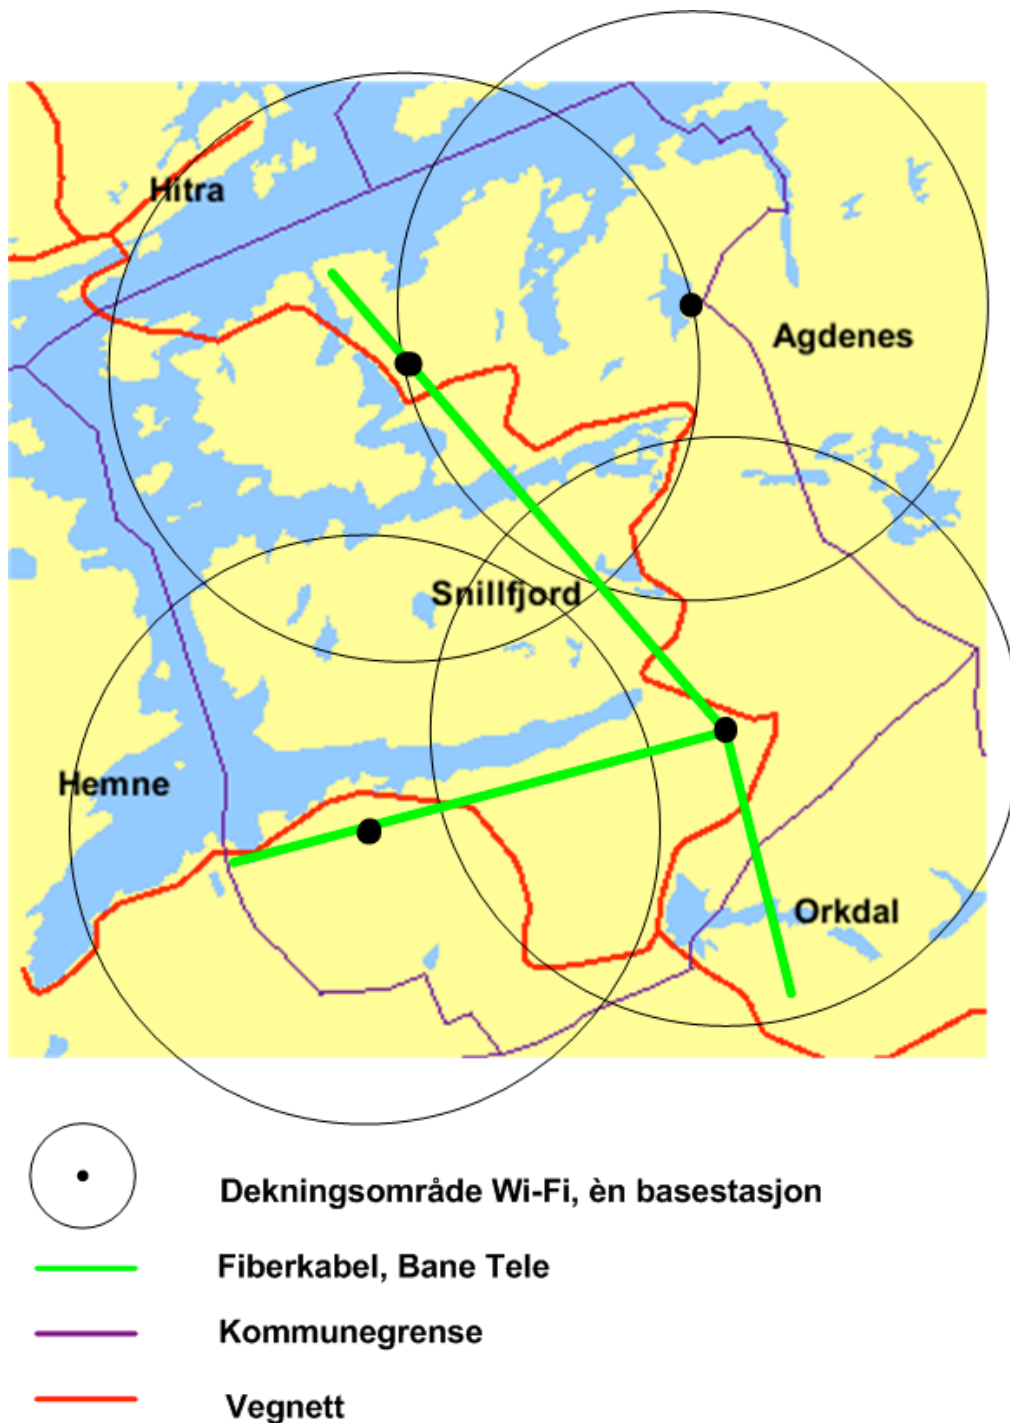 Hitra
Agdenes
Snillfjord
Hemne
Orkdal
Dekningsområde Wi-Fi, èn basestasjon
Fiberkabel, Bane Tele
Kommunegrense
Vegnett